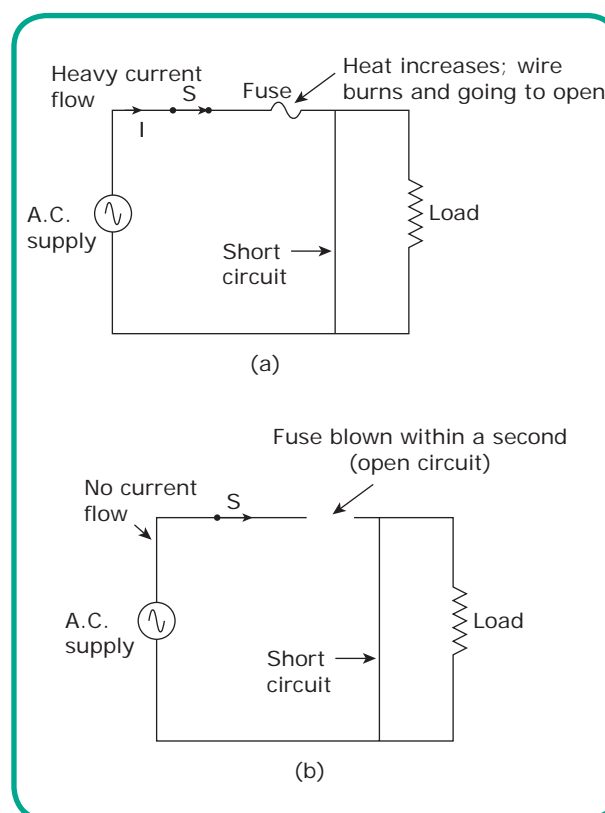 Heavy current
flow
S
Fuse
Heat increases; wire
burns and going to open
I
A.C.
supply
Load
Short
circuit
(a)
Fuse blown within a second
(open circuit)
No current
flow
S
A.C.
supply
Load
Short
circuit
(b)